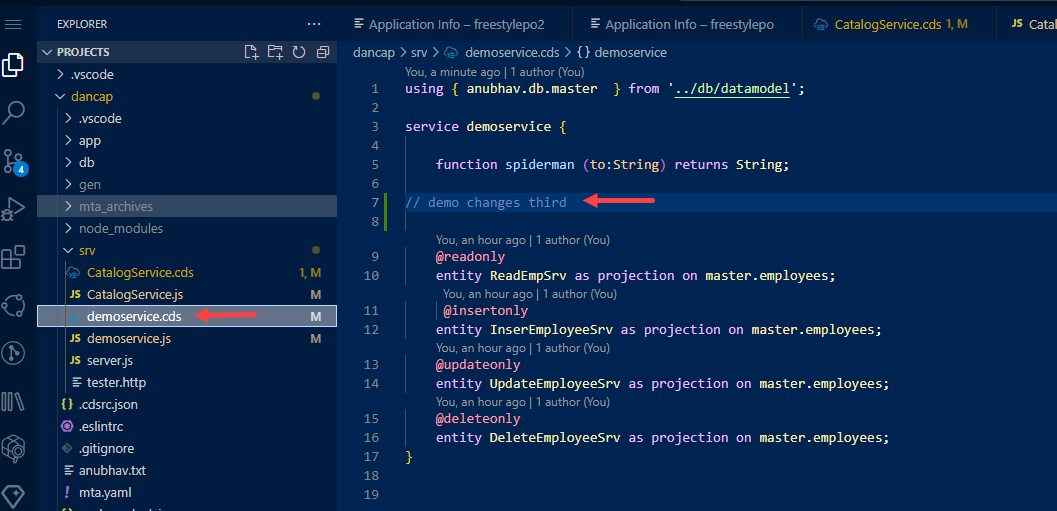 EXPLORER ...
Application Info – freestylepo2
Application Info – freestylepo
CatalogService.cds 1, M
JS Catal
PROJECTS
.vscode
dancap
.vscode
app
db
gen
mta_archives
node_modules
srv
CatalogService.cds 1, M
JS CatalogService.js M
demoservice.cds M
JS demoservice.js M
JS server.js
tester.http
{} .cdsrc.json
.eslintrc
.gitignore
anubhav.txt
! mta.yaml
4
dancap > srv > demoservice.cds > {} demoservice
You, a minute ago | 1 author (You)
1 using { anubhav.db.master  } from '../db/datamodel';
2
3 service demoservice {
4
5 function spiderman (to:String) returns String;
6
7 // demo changes third
8
You, an hour ago | 1 author (You)
9 @readonly
10 entity ReadEmpSrv as projection on master.employees;
You, an hour ago | 1 author (You)
11 @insertonly
12 entity InserEmployeeSrv as projection on master.employees;
You, an hour ago | 1 author (You)
13 @updateonly
14 entity UpdateEmployeeSrv as projection on master.employees;
You, an hour ago | 1 author (You)
15 @deleteonly
16 entity DeleteEmployeeSrv as projection on master.employees;
17 }
18
19